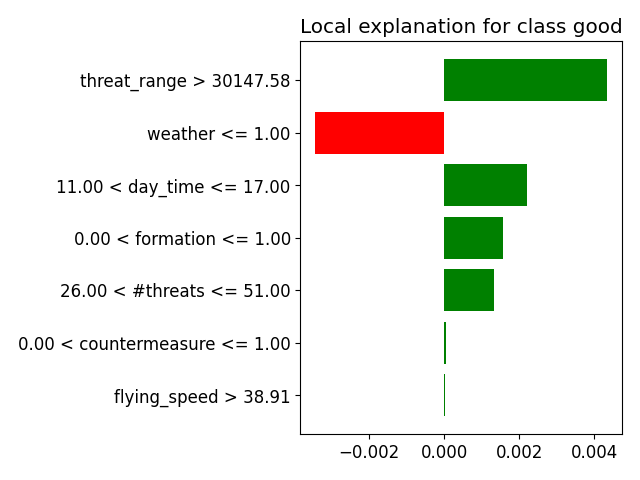 Local explanation for class good
threat_range > 30147.58
weather <= 1.00
11.00 < day_time <= 17.00
0.00 < formation <= 1.00
26.00 < #threats <= 51.00
0.00 < countermeasure <= 1.00
flying_speed > 38.91
−0.002 0.000 0.002 0.004